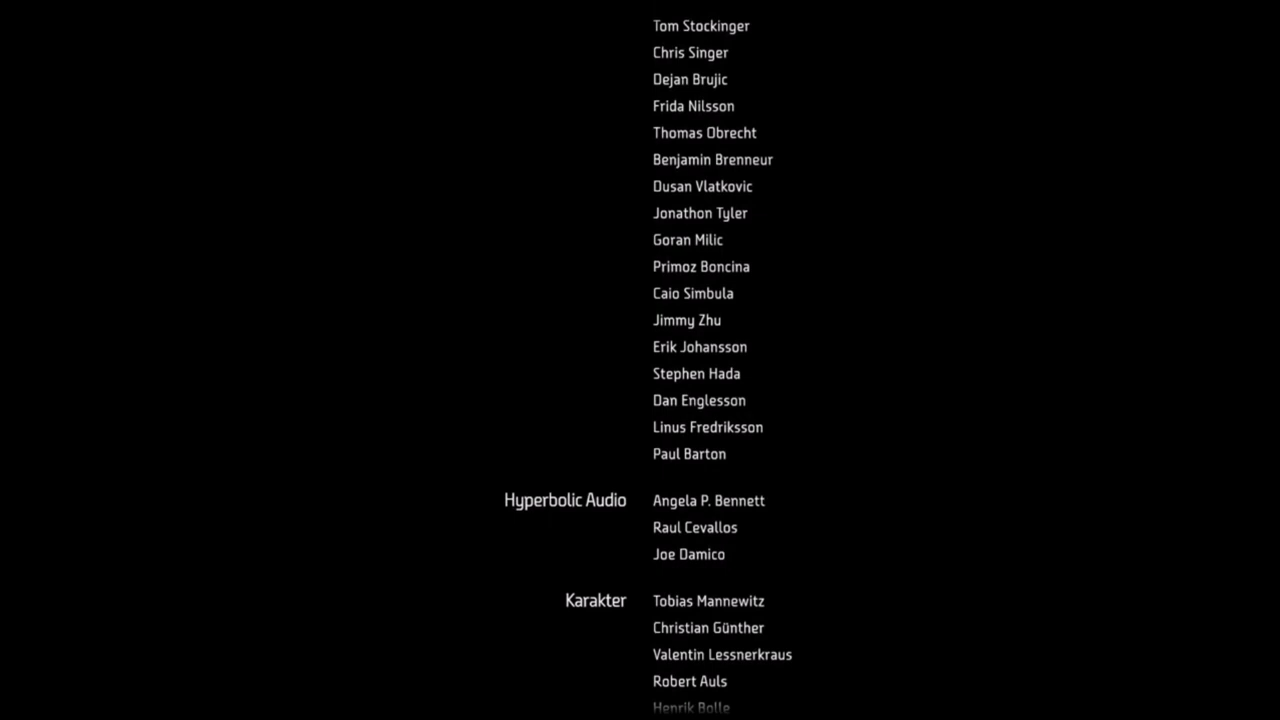 Tom Stockinger
Chris Singer
Dejan Brujic
Frida Nilsson
Thomas Obrecht
Benjamin Brenneur
Dusan Vlatkovic
Jonathon Tyler
Goran Milic
Primoz Boncina
Caio Simbula
Jimmy Zhu
Erik Johansson
Stephen Hada
Dan Englesson
Linus Fredriksson
Paul Barton
Hyperbolic Audio Angela P. Bennett
Raul Cevallos
Joe Damico
Karakter Tobias Mannewitz
Christian Günther
Valentin Lessnerkraus
Robert Auls
Henrik Bolle